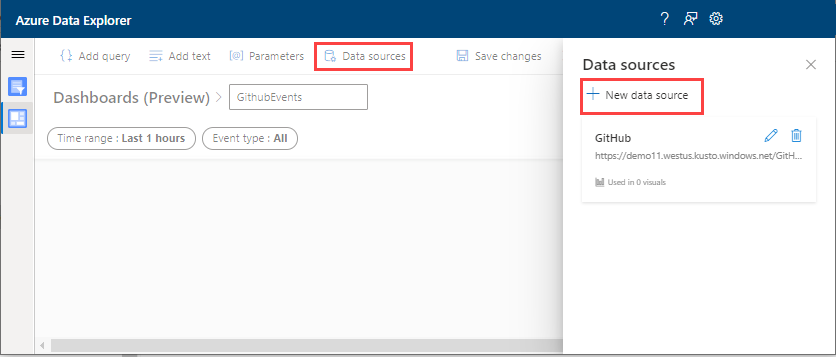 Azure Data Explorer
Add query Add text Parameters Data sources Save changes
Dashboards (Preview) > GithubEvents
Time range : Last 1 hours Event type : All
Data sources
New data source
GitHub
https://demo11.westus.kusto.windows.net/GitH...
Used in 0 visuals